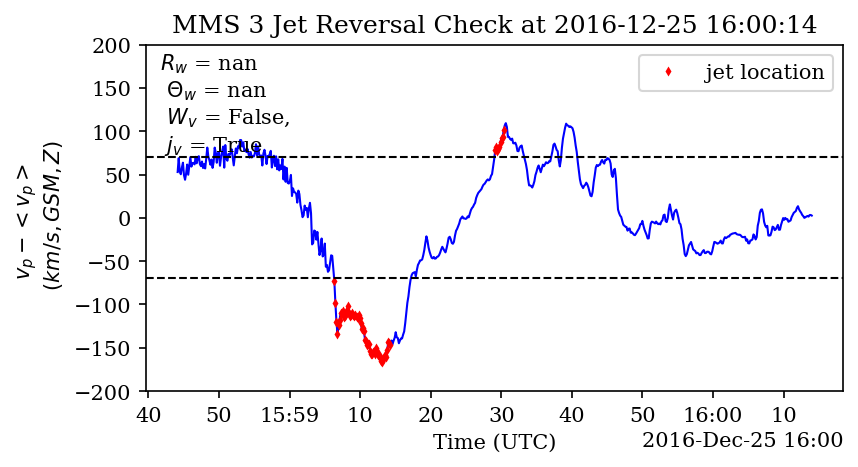 MMS 3 Jet Reversal Check at 2016-12-25 16:00:14
R_w = nan
Θ_w = nan
W_v = False,
j_v = True
jet location
200
150
100
50
0
−50
−100
−150
−200
v_p − < v_p >
(km/s, GSM, Z)
40 50 15:59 10 20 30 40 50 16:00 10
Time (UTC)
2016-Dec-25 16:00